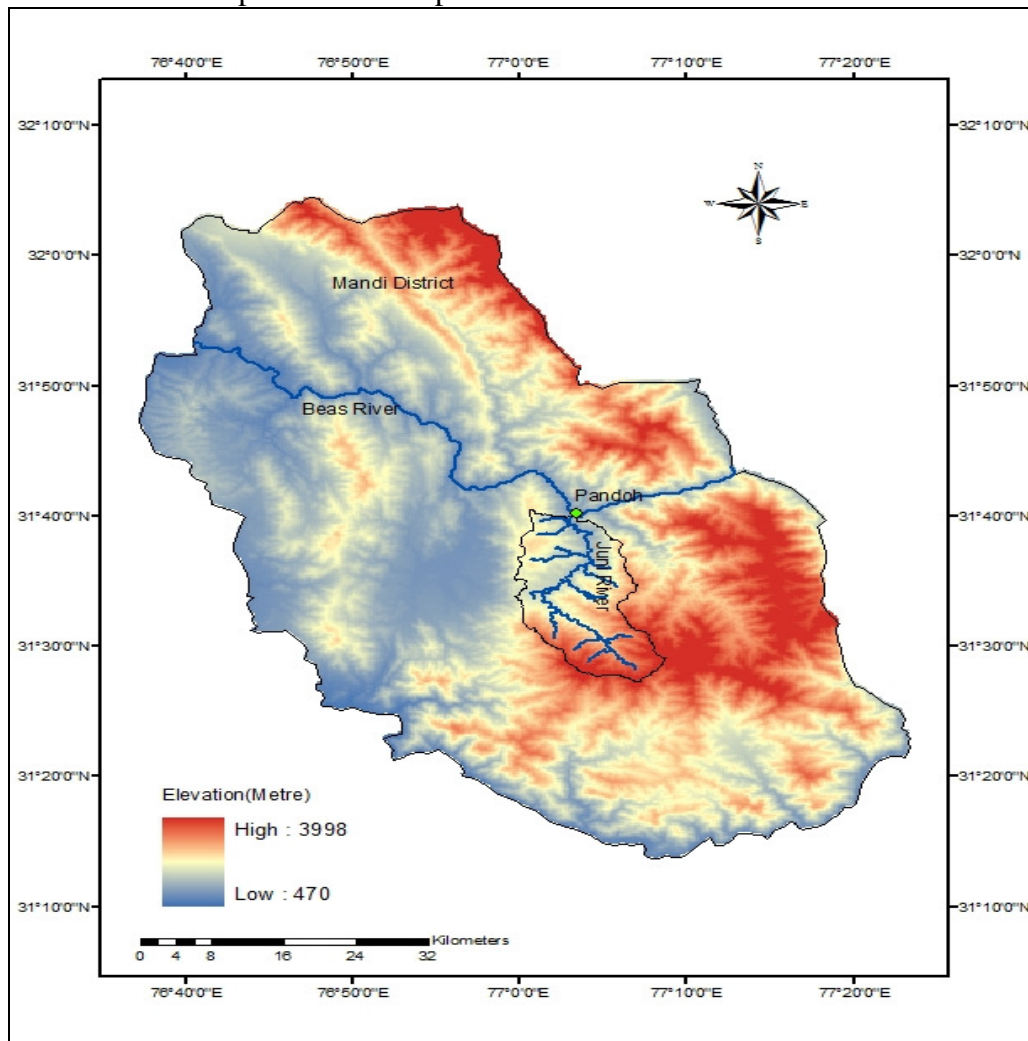 76°40'0"E 76°50'0"E 77°0'0"E 77°10'0"E 77°20'0"E
32°10'0"N 32°10'0"N
N
W E
S
32°0'0"N 32°0'0"N
Mandi District
31°50'0"N 31°50'0"N
Beas River
Pandoh
31°40'0"N 31°40'0"N
Juni River
31°30'0"N 31°30'0"N
31°20'0"N 31°20'0"N
Elevation(Metre)
High : 3998
Low : 470
31°10'0"N 31°10'0"N
Kilometers
0 4 8 16 24 32
76°40'0"E 76°50'0"E 77°0'0"E 77°10'0"E 77°20'0"E